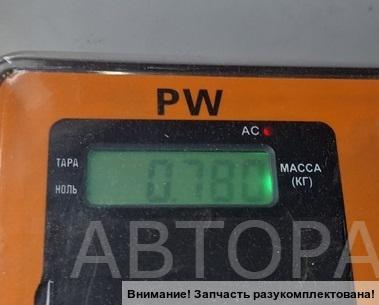 PW
AC
ТАРА
НОЛЬ
0.780
МАССА
(КГ)
АВТОРА
Внимание! Запчасть разукомплектована!